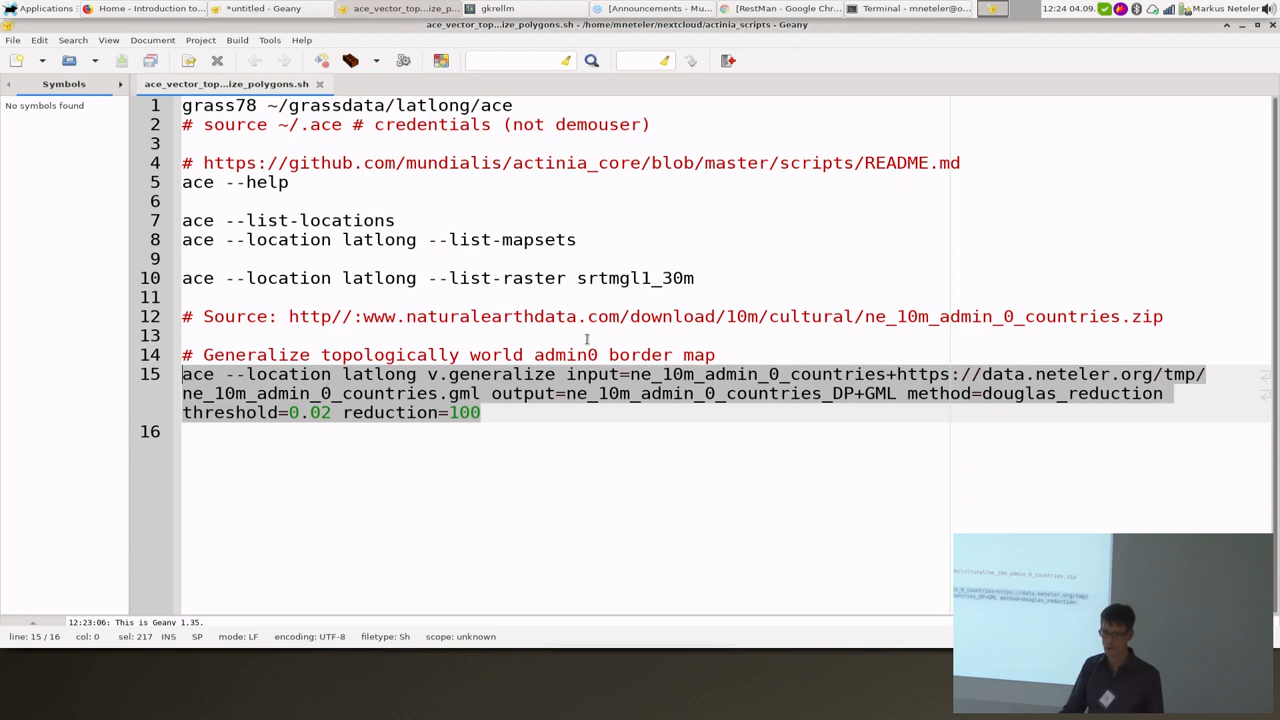 Applications
Home - Introduction to...
*untitled - Geany
ace_vector_top...ize_p...
gkrellm
[Announcements - Mu...
[RestMan - Google Chr...
Terminal - mneteler@o...
12:24 04.09.
Markus Neteler
ace_vector_top...ize_polygons.sh - /home/mneteler/nextcloud/actinia_scripts - Geany
File Edit Search View Document Project Build Tools Help
Symbols
ace_vector_top...ize_polygons.sh
No symbols found
1 grass78 ~/grassdata/latlong/ace
2 # source ~/.ace # credentials (not demouser)
3
4 # https://github.com/mundialis/actinia_core/blob/master/scripts/README.md
5 ace --help
6
7 ace --list-locations
8 ace --location latlong --list-mapsets
9
10 ace --location latlong --list-raster srtmgl1_30m
11
12 # Source: http//:www.naturalearthdata.com/download/10m/cultural/ne_10m_admin_0_countries.zip
13
14 # Generalize topologically world admin0 border map
15 ace --location latlong v.generalize input=ne_10m_admin_0_countries+https://data.neteler.org/tmp/
ne_10m_admin_0_countries.gml output=ne_10m_admin_0_countries_DP+GML method=douglas_reduction
threshold=0.02 reduction=100
16
12:23:06: This is Geany 1.35.
line: 15 / 16 col: 0 sel: 217 INS SP mode: LF encoding: UTF-8 filetype: Sh scope: unknown